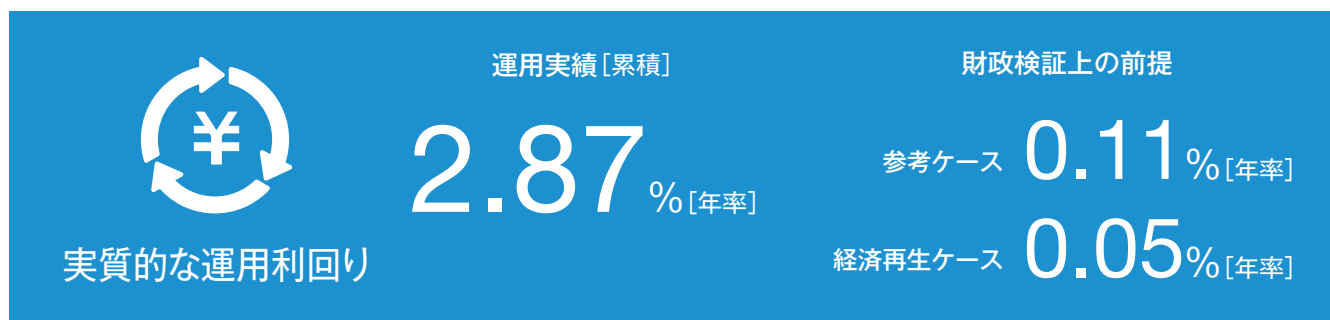 ¥
実質的な運用利回り
運用実績[累積]
2.87%[年率]
財政検証上の前提
参考ケース 0.11%[年率]
経済再生ケース 0.05%[年率]